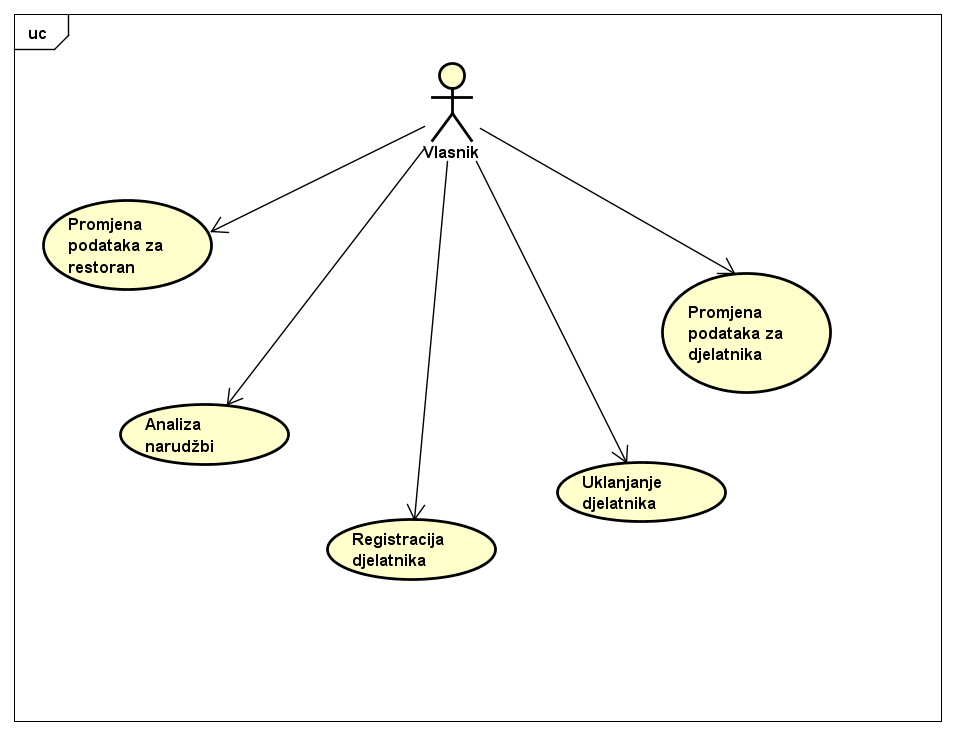 uc
Vlasnik
Promjena
podataka za
restoran
Promjena
podataka za
djelatnika
Analiza
narudžbi
Uklanjanje
djelatnika
Registracija
djelatnika